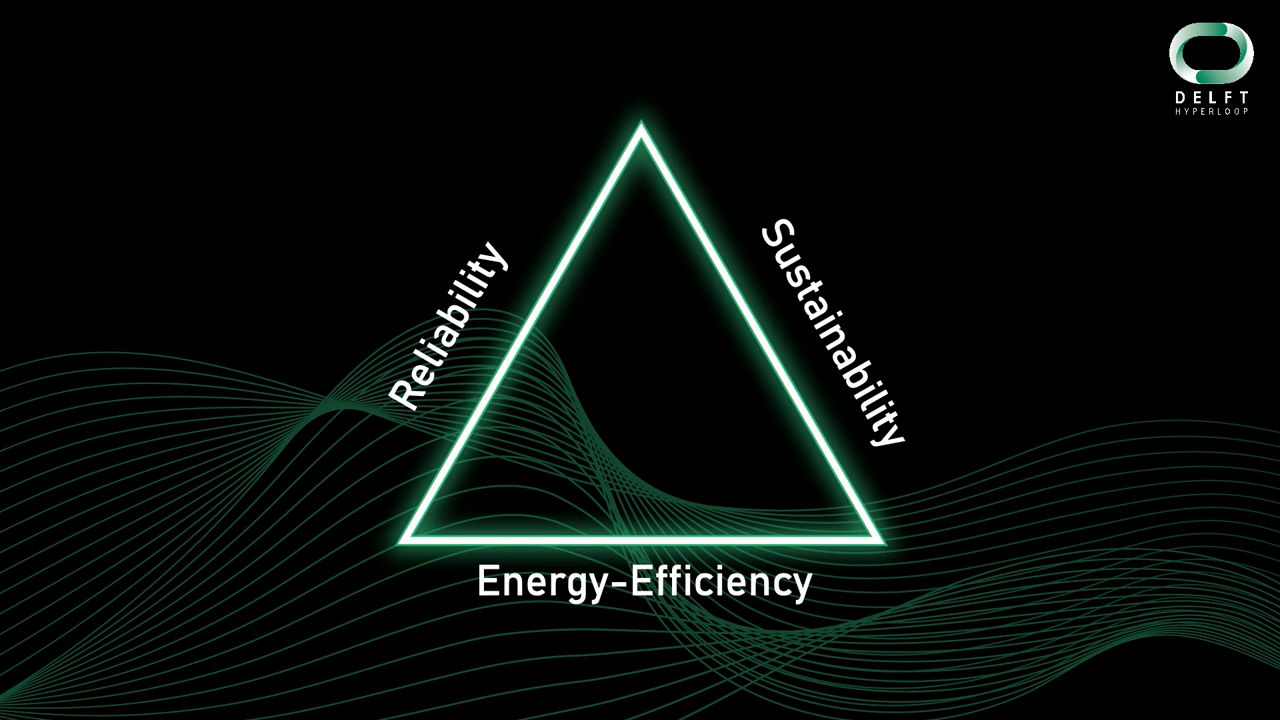 DELFT
HYPERLOOP
Reliability
Sustainability
Energy-Efficiency